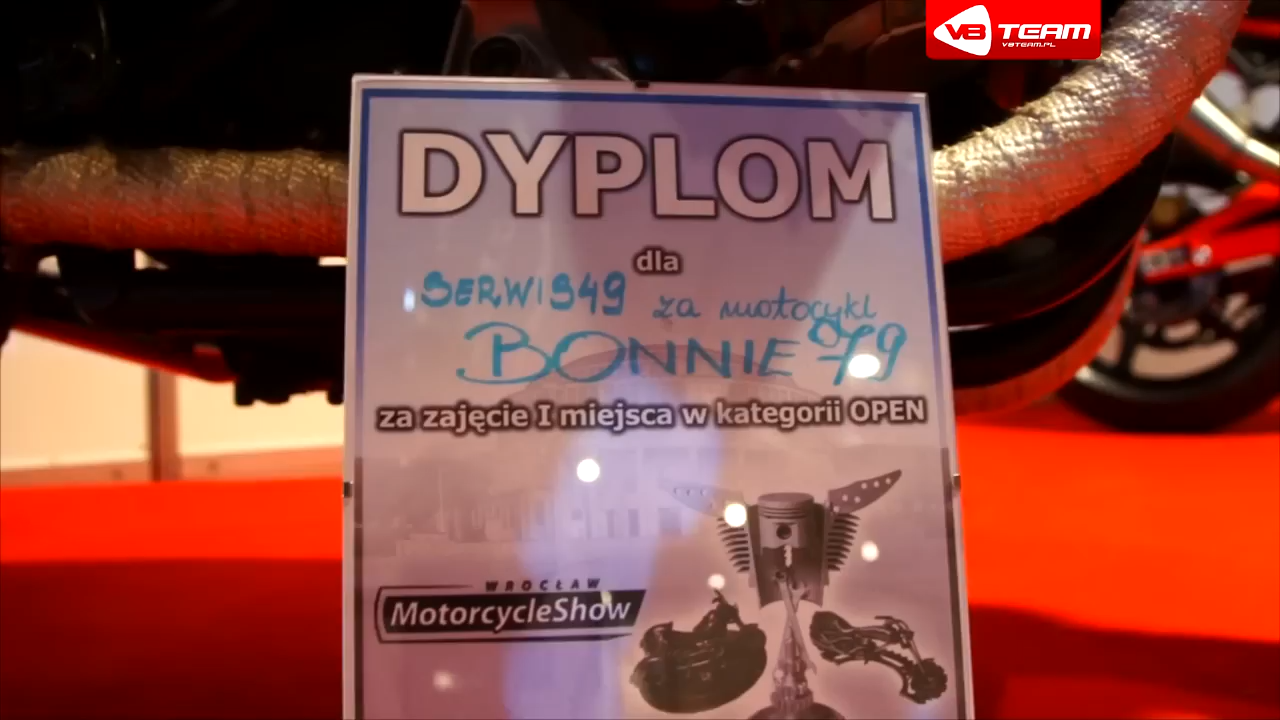 V8 TEAM
V8TEAM.PL
DYPLOM
dla
SERWIS49 za motocykl
BONNIE '79
za zajęcie I miejsca w kategorii OPEN
WROCŁAW
MotorcycleShow